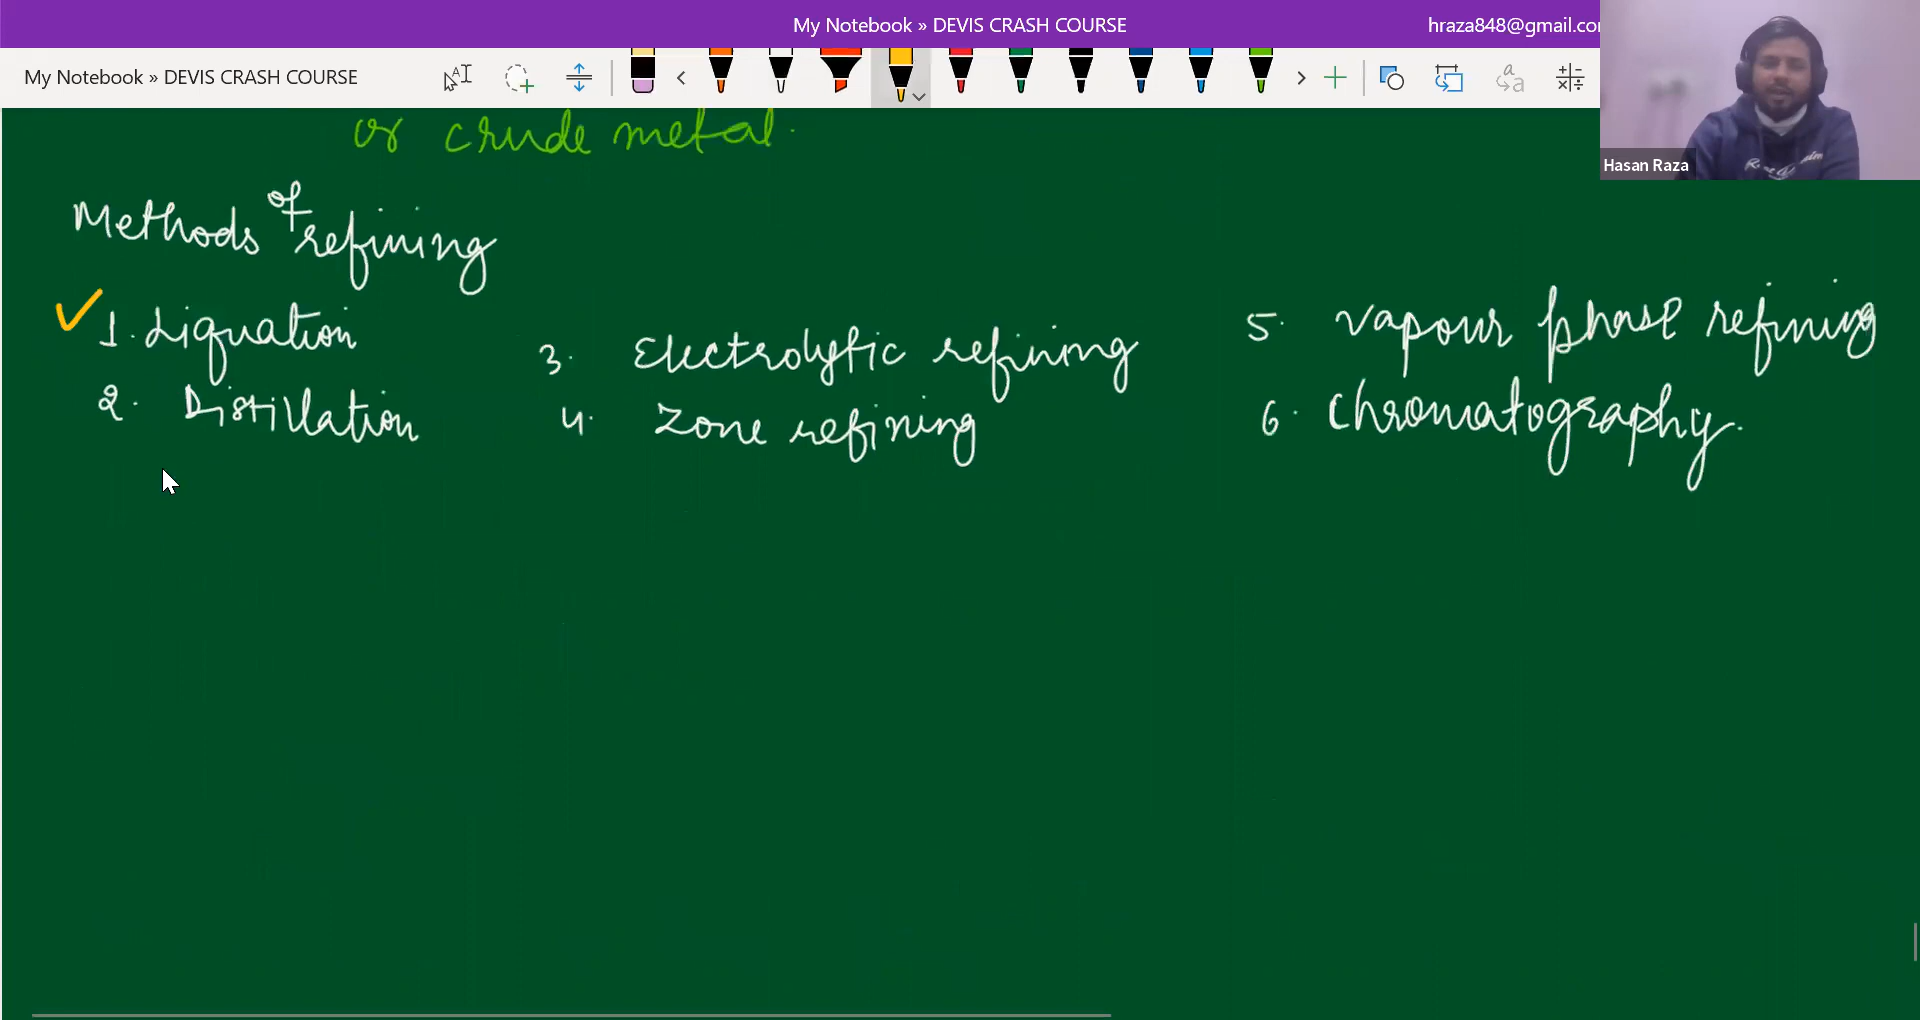 My Notebook » DEVIS CRASH COURSE
hraza848@gmail.co
My Notebook » DEVIS CRASH COURSE
Hasan Raza
or crude metal.
Methods of refining
1. Liquation
2. Distillation
3. Electrolytic refining
4. Zone refining
5. Vapour phase refining
6. Chromatography.